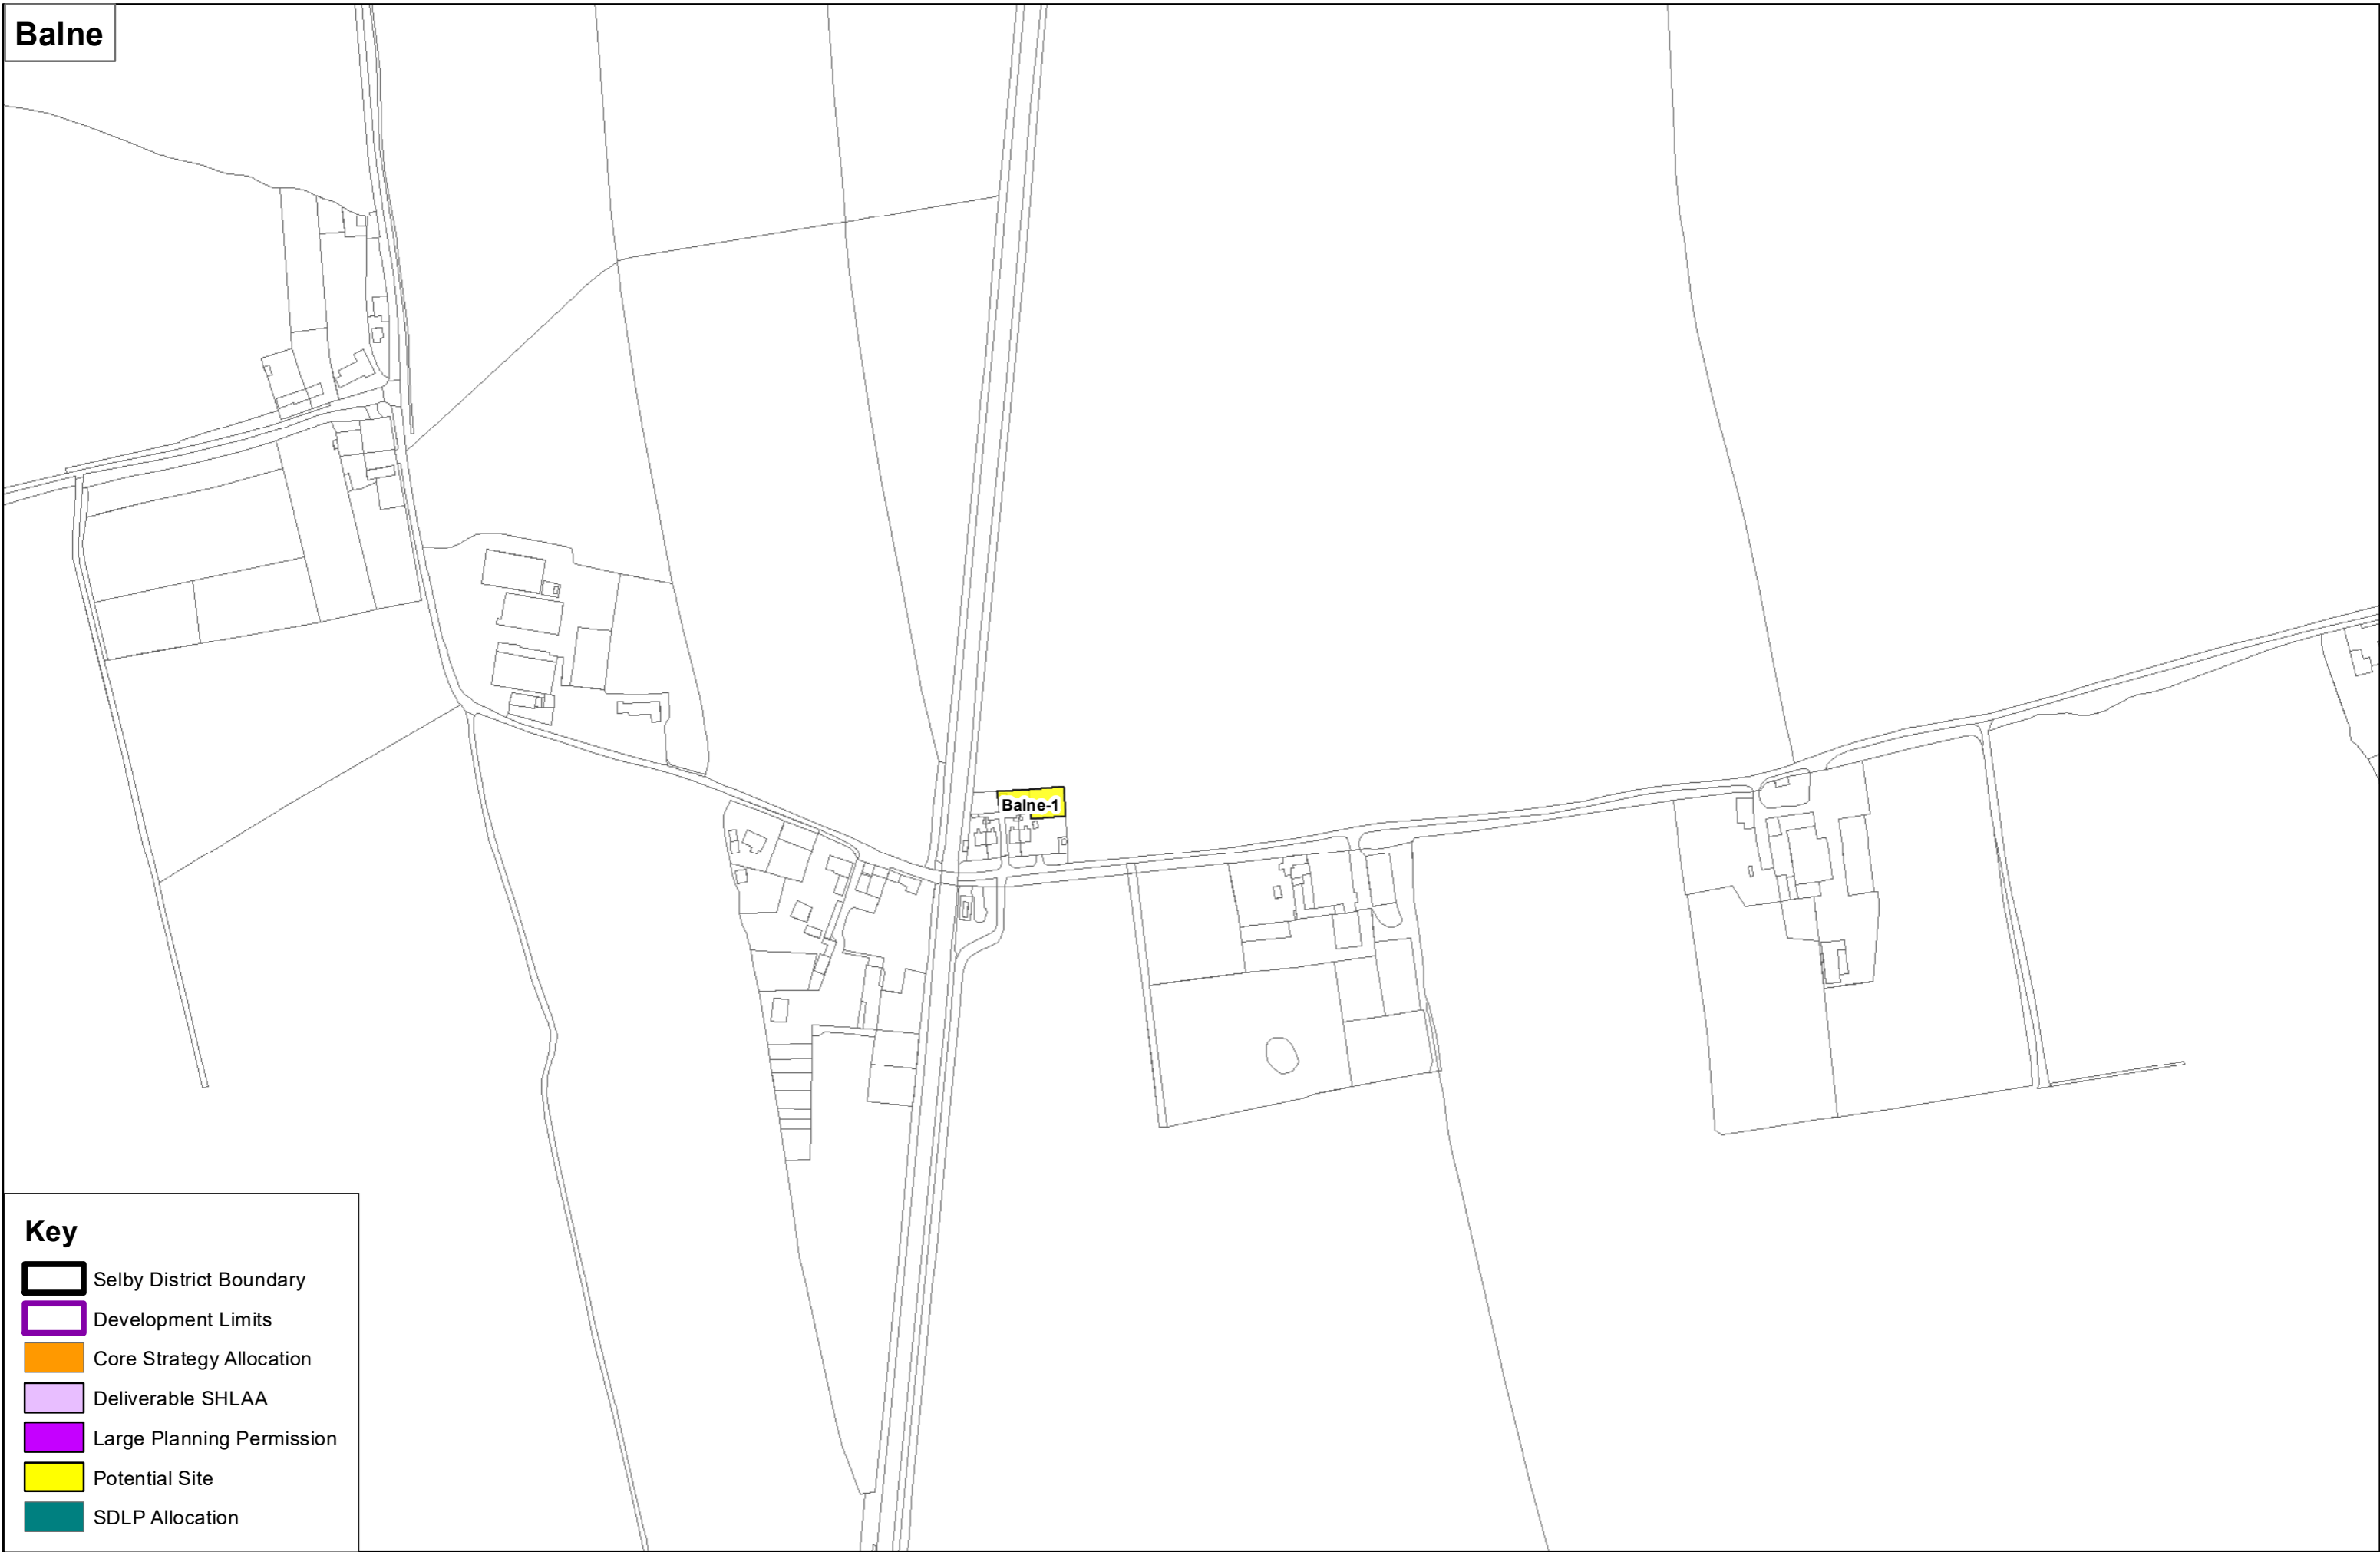 Balne
Balne-1
Key
Selby District Boundary
Development Limits
Core Strategy Allocation
Deliverable SHLAA
Large Planning Permission
Potential Site
SDLP Allocation